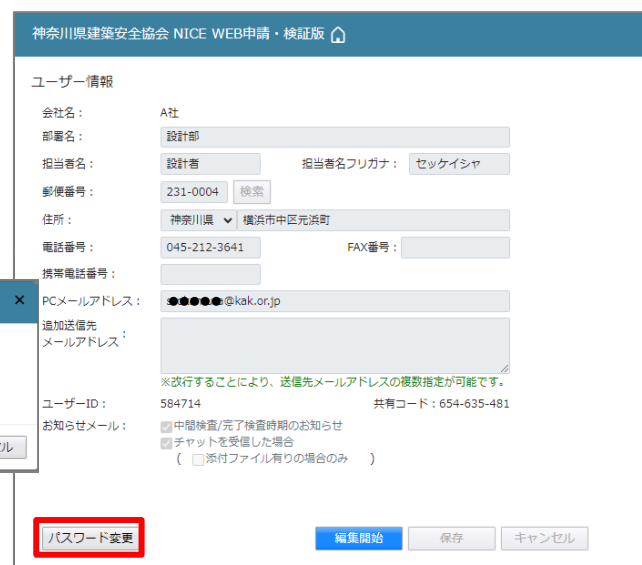 神奈川県建築安全協会 NICE WEB申請・検証版
ユーザー情報
会社名： A社
部署名： 設計部
担当者名： 設計者 担当者名フリガナ： セッケイシャ
郵便番号： 231-0004 検索
住所： 神奈川県 横浜市中区元浜町
電話番号： 045-212-3641 FAX番号：
携帯電話番号：
× PCメールアドレス： @kak.or.jp
追加送信先
メールアドレス ：
※改行することにより、送信先メールアドレスの複数指定が可能です。
ユーザーID： 584714 共有コード：654-635-481
お知らせメール： 中間検査/完了検査時期のお知らせ
チャットを受信した場合
ル
( 添付ファイル有りの場合のみ )
パスワード変更 編集開始 保存 キャンセル